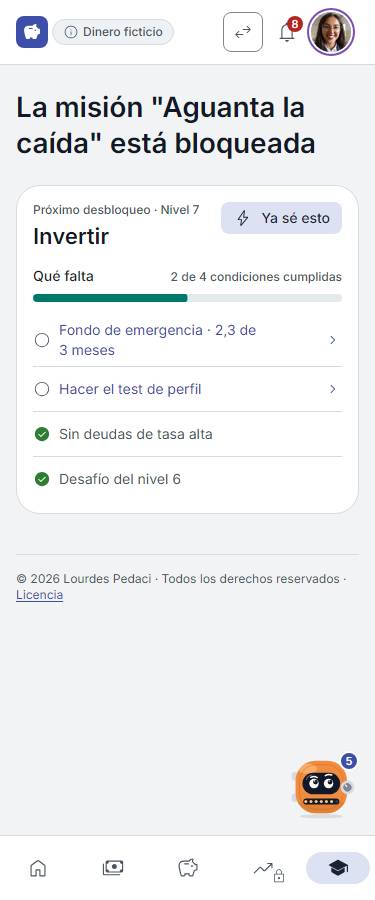 Dinero ficticio
8
La misión "Aguanta la
caída" está bloqueada
Próximo desbloqueo · Nivel 7
Ya sé esto
Invertir
Qué falta
2 de 4 condiciones cumplidas
Fondo de emergencia · 2,3 de
3 meses
Hacer el test de perfil
Sin deudas de tasa alta
Desafío del nivel 6
© 2026 Lourdes Pedaci · Todos los derechos reservados ·
Licencia
5